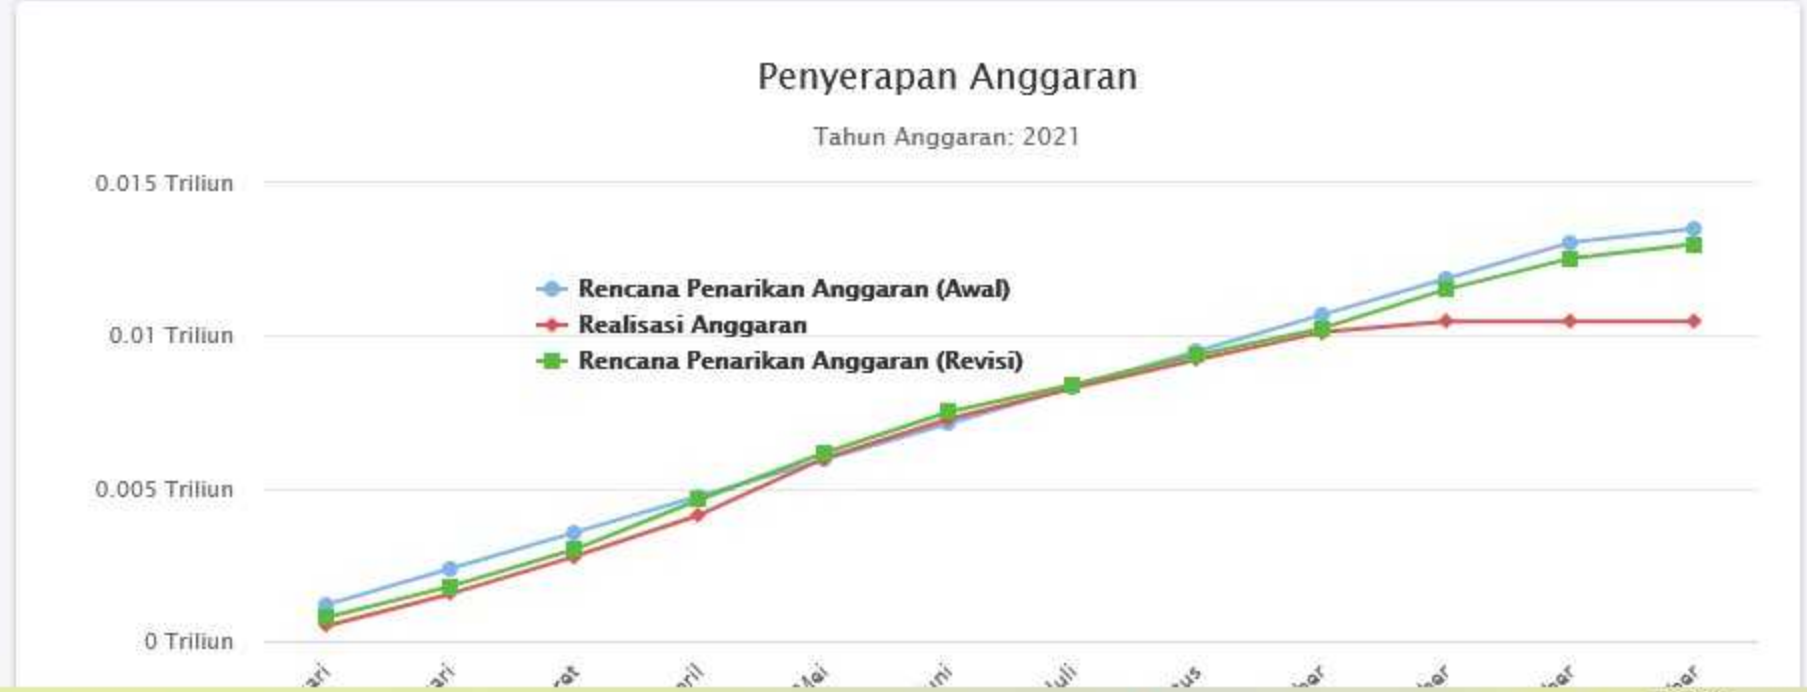 Penyerapan Anggaran
Tahun Anggaran: 2021
0.015 Triliun
Rencana Penarikan Anggaran (Awal)
Realisasi Anggaran
Rencana Penarikan Anggaran (Revisi)
0.01 Triliun
0.005 Triliun
0 Triliun